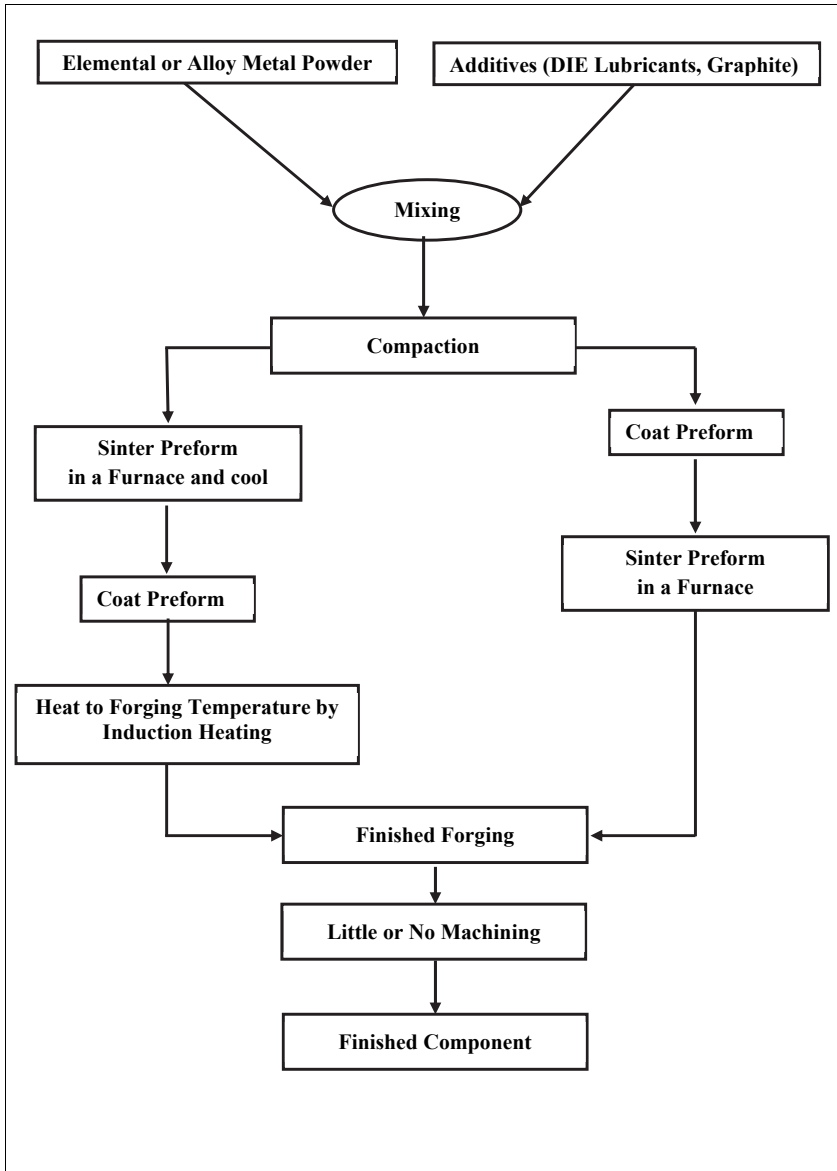 Elemental or Alloy Metal Powder
Additives (DIE Lubricants, Graphite)
Mixing
Compaction
Sinter Preform
in a Furnace and cool
Coat Preform
Coat Preform
Sinter Preform
in a Furnace
Heat to Forging Temperature by
Induction Heating
Finished Forging
Little or No Machining
Finished Component